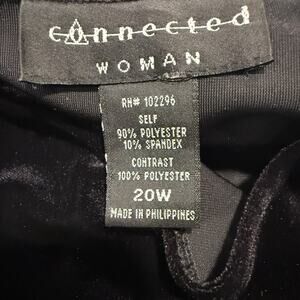 connected
WOMAN
RN# 102296
SELF
90% POLYESTER
10% SPANDEX
CONTRAST
100% POLYESTER
20W
MADE IN PHILIPPINES